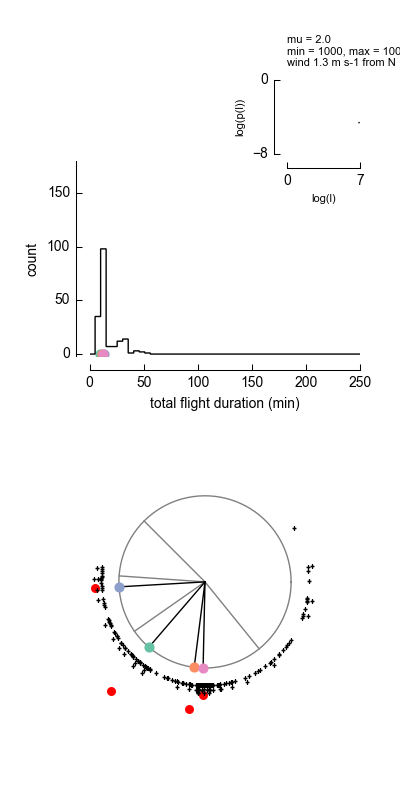 mu = 2.0
min = 1000, max = 100
wind 1.3 m s-1 from N
0
log(p(l))
−8
0 7
log(l)
150
count
100
50
0
0 50 100 150 200 250
total flight duration (min)